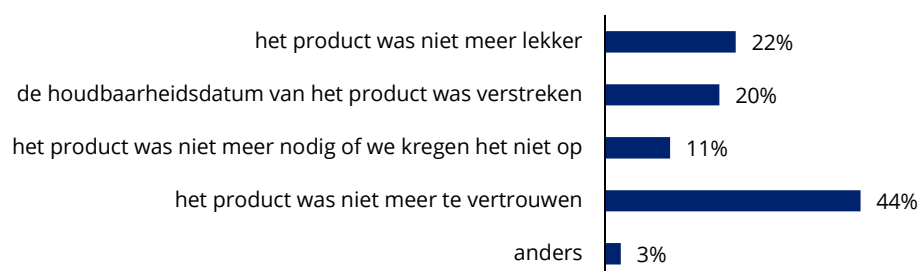 het product was niet meer lekker 22%
de houdbaarheidsdatum van het product was verstreken 20%
het product was niet meer nodig of we kregen het niet op 11%
het product was niet meer te vertrouwen 44%
anders 3%